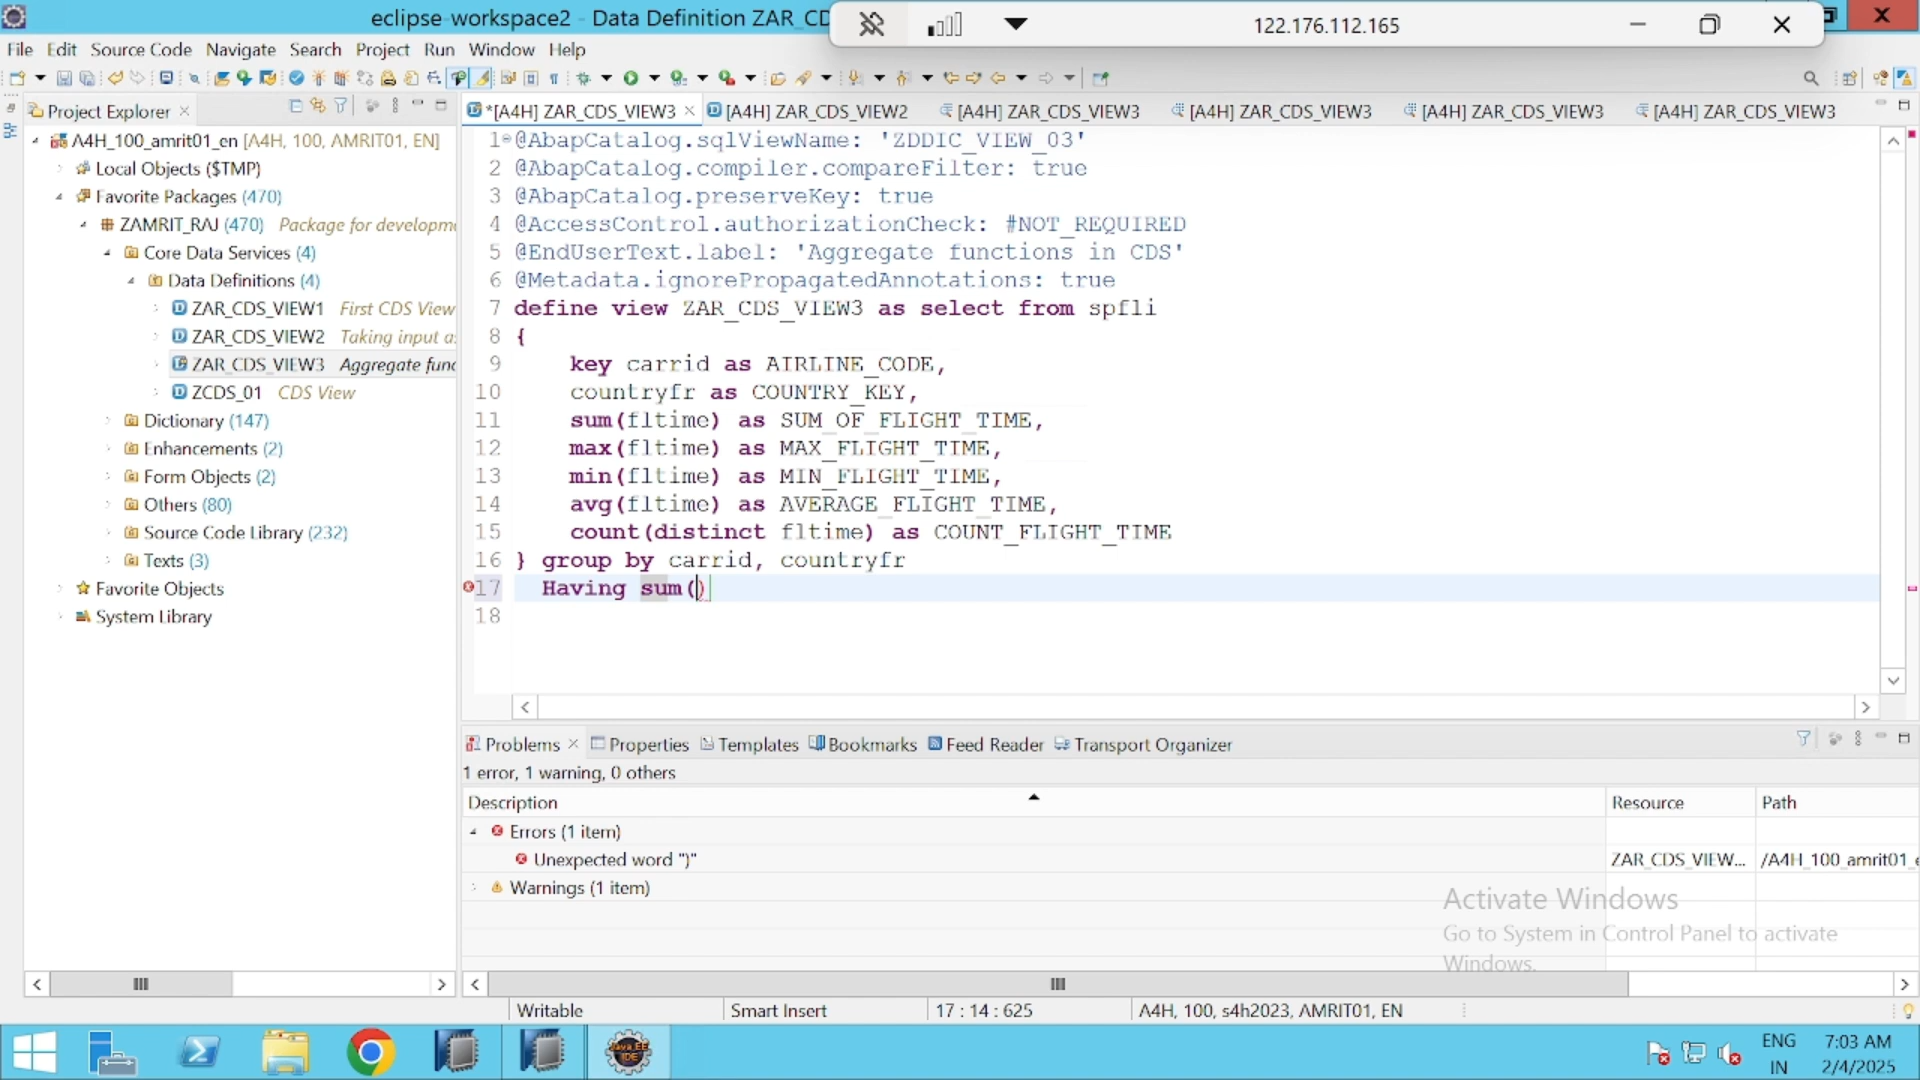 eclipse-workspace2 - Data Definition ZAR_CD
122.176.112.165
File Edit Source Code Navigate Search Project Run Window Help
Project Explorer
*[A4H] ZAR_CDS_VIEW3
[A4H] ZAR_CDS_VIEW2
[A4H] ZAR_CDS_VIEW3
[A4H] ZAR_CDS_VIEW3
[A4H] ZAR_CDS_VIEW3
[A4H] ZAR_CDS_VIEW3
A4H_100_amrit01_en [A4H, 100, AMRIT01, EN]
Local Objects ($TMP)
Favorite Packages (470)
ZAMRIT_RAJ (470) Package for developm
Core Data Services (4)
Data Definitions (4)
ZAR_CDS_VIEW1 First CDS View
ZAR_CDS_VIEW2 Taking input a
ZAR_CDS_VIEW3 Aggregate func
ZCDS_01 CDS View
Dictionary (147)
Enhancements (2)
Form Objects (2)
Others (80)
Source Code Library (232)
Texts (3)
Favorite Objects
System Library
1 @AbapCatalog.sqlViewName: 'ZDDIC_VIEW_03'
2 @AbapCatalog.compiler.compareFilter: true
3 @AbapCatalog.preserveKey: true
4 @AccessControl.authorizationCheck: #NOT_REQUIRED
5 @EndUserText.label: 'Aggregate functions in CDS'
6 @Metadata.ignorePropagatedAnnotations: true
7 define view ZAR_CDS_VIEW3 as select from spfli
8 {
9 key carrid as AIRLINE_CODE,
10 countryfr as COUNTRY_KEY,
11 sum(fltime) as SUM_OF_FLIGHT_TIME,
12 max(fltime) as MAX_FLIGHT_TIME,
13 min(fltime) as MIN_FLIGHT_TIME,
14 avg(fltime) as AVERAGE_FLIGHT_TIME,
15 count(distinct fltime) as COUNT_FLIGHT_TIME
16 } group by carrid, countryfr
17 Having sum()
18
Problems Properties Templates Bookmarks Feed Reader Transport Organizer
1 error, 1 warning, 0 others
Description Resource Path
Errors (1 item)
Unexpected word ")" ZAR_CDS_VIEW... /A4H_100_amrit01_e
Warnings (1 item)
Activate Windows
Go to System in Control Panel to activate
Windows.
Writable Smart Insert 17 : 14 : 625 A4H, 100, s4h2023, AMRIT01, EN
Java EE
IDE
ENG
IN
7:03 AM
2/4/2025